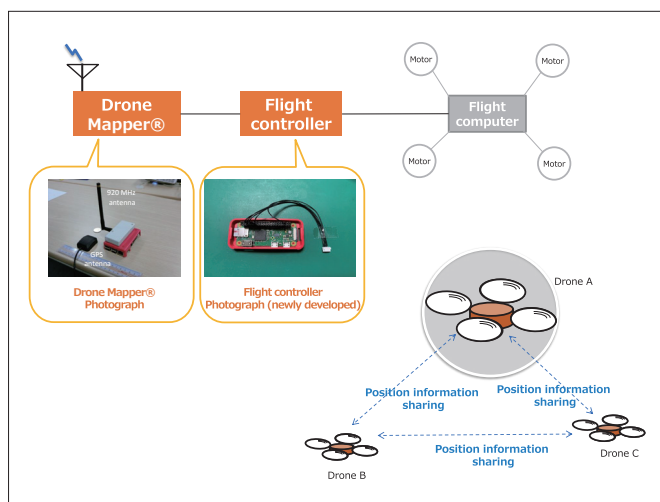 Drone
Mapper®
Flight
controller
Flight
computer
Motor
Motor
Motor
Motor
920 MHz
antenna
GPS
antenna
Drone Mapper®
Photograph
Flight controller
Photograph (newly developed)
Drone A
Position information
sharing
Position information
sharing
Position information
sharing
Drone B
Drone C